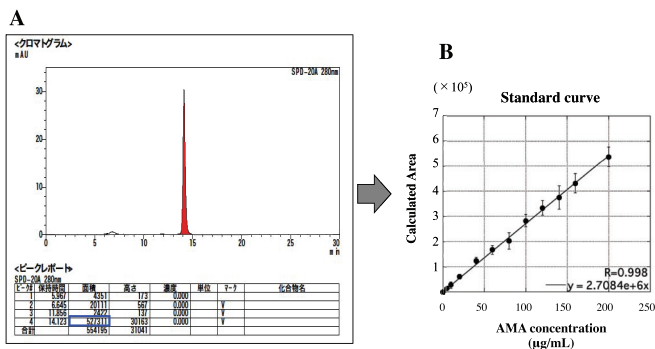 A
<クロマトグラム>
mAU
SPD-20A 280nm
30
20
10
0
0 5 10 15 20 25 30
min
<ピークレポート>
SPD-20A 280nm
ピーク# 保持時間 面積 高さ 濃度 単位 マーク 化合物名
1 5.967 4351 173 0.000
2 6.645 20111 567 0.000 V
3 11.856 2422 137 0.000 V
4 14.123 527311 30163 0.000 V
合計 554195 31041
B
(×10⁵)
Standard curve
7
6
5
4
3
2
1
Calculated Area
R=0.998
y = 2.7084e+6x
0 50 100 150 200
AMA concentration
(μg/mL)